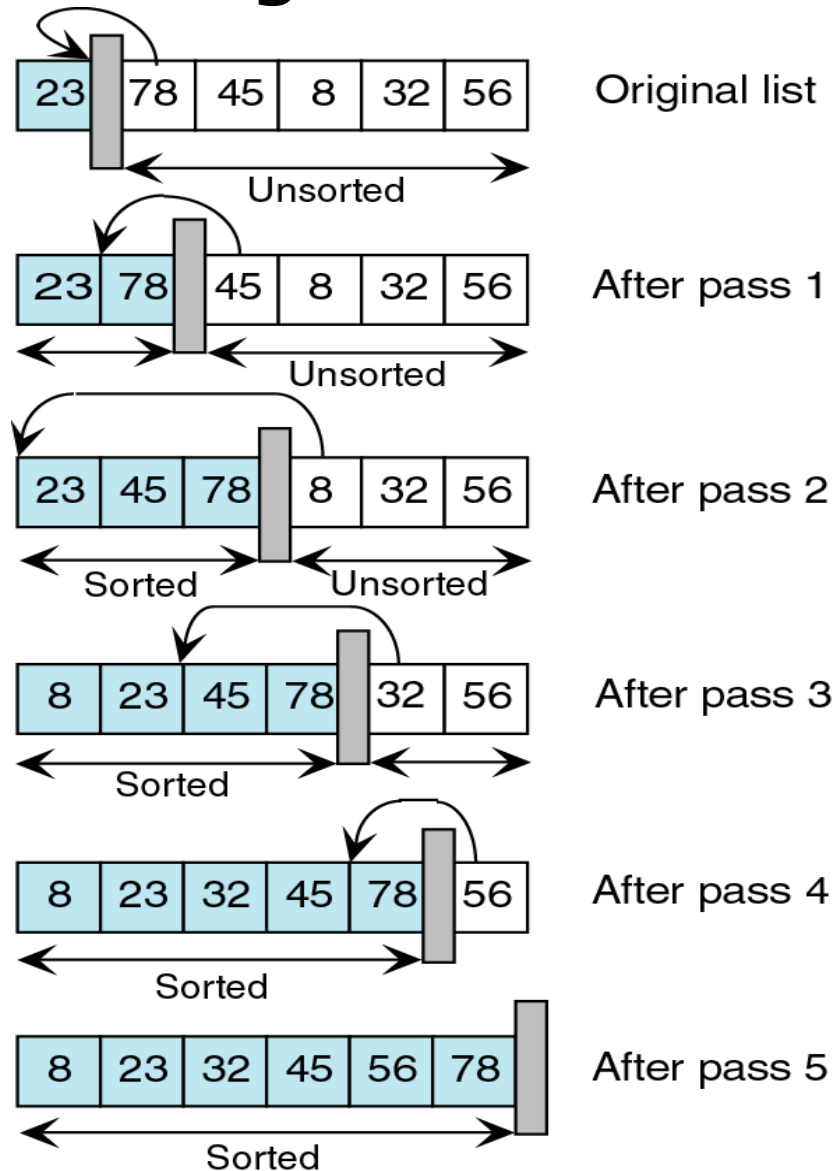 23 78 45 8 32 56 Original list
Unsorted
23 78 45 8 32 56 After pass 1
Unsorted
23 45 78 8 32 56 After pass 2
Sorted Unsorted
8 23 45 78 32 56 After pass 3
Sorted
8 23 32 45 78 56 After pass 4
Sorted
8 23 32 45 56 78 After pass 5
Sorted